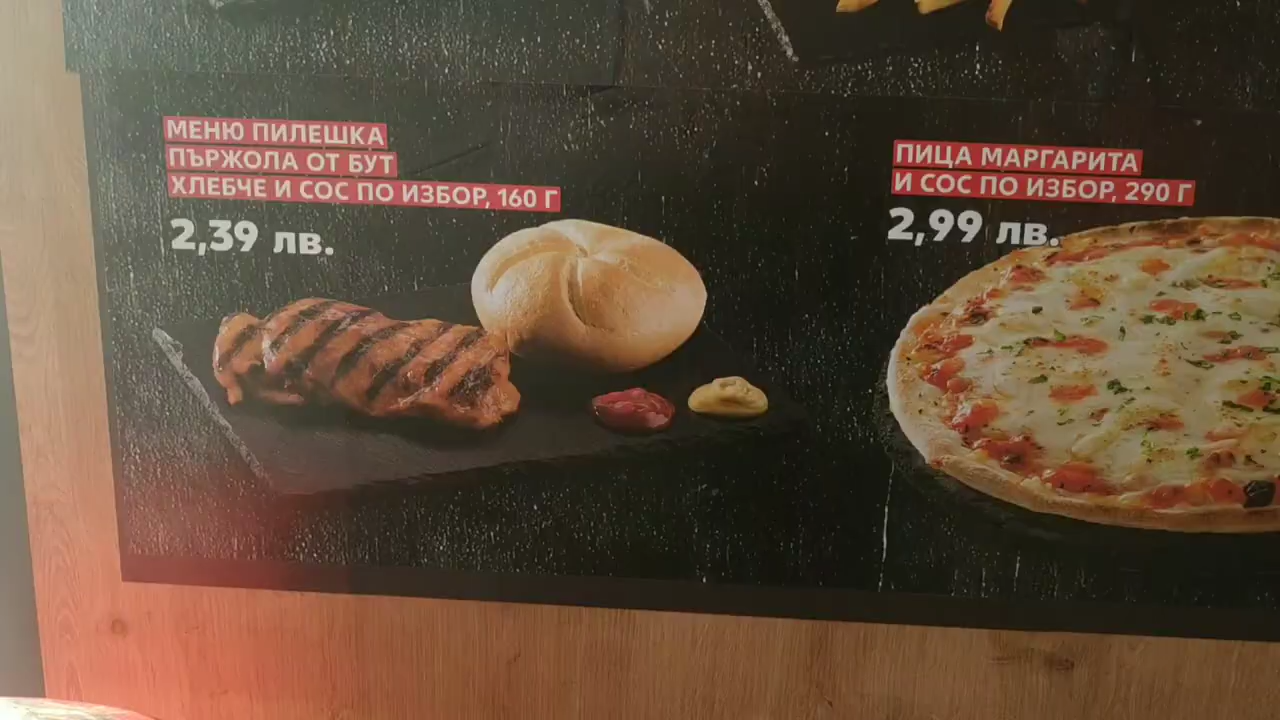 МЕНЮ ПИЛЕШКА
ПЪРЖОЛА ОТ БУТ
ХЛЕБЧЕ И СОС ПО ИЗБОР, 160 Г
2,39 лв.
ПИЦА МАРГАРИТА
И СОС ПО ИЗБОР, 290 Г
2,99 лв.